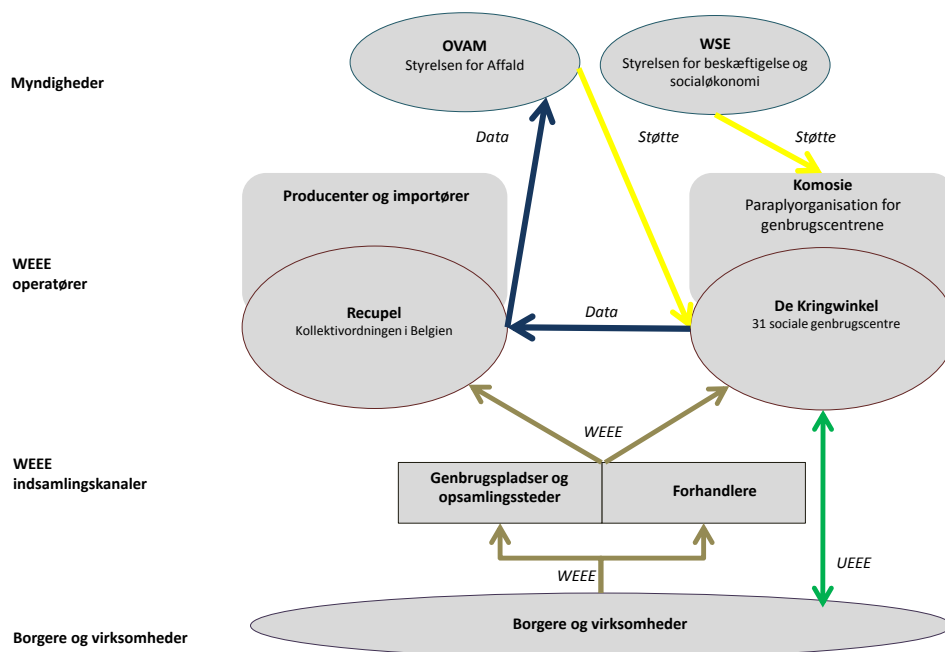 OVAM
Styrelsen for Affald
WSE
Styrelsen for beskæftigelse og
socialøkonomi
Myndigheder
Data
Støtte
Støtte
Producenter og importører
Komosie
Paraplyorganisation for
genbrugscentrene
WEEE
operatører
Recupel
Kollektivordningen i Belgien
Data
De Kringwinkel
31 sociale genbrugscentre
WEEE
WEEE
indsamlingskanaler
Genbrugspladser og
opsamlingssteder
Forhandlere
WEEE
UEEE
Borgere og virksomheder
Borgere og virksomheder